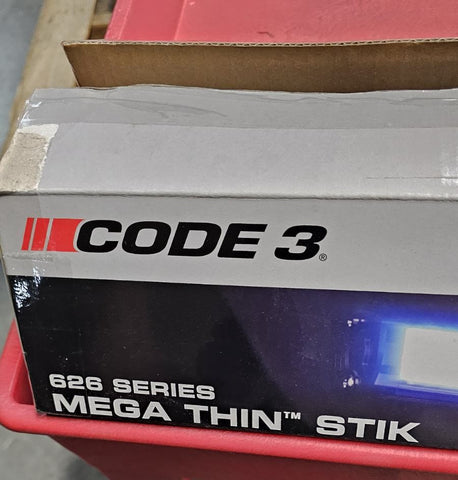 CODE 3®
626 SERIES
MEGA THIN™ STIK